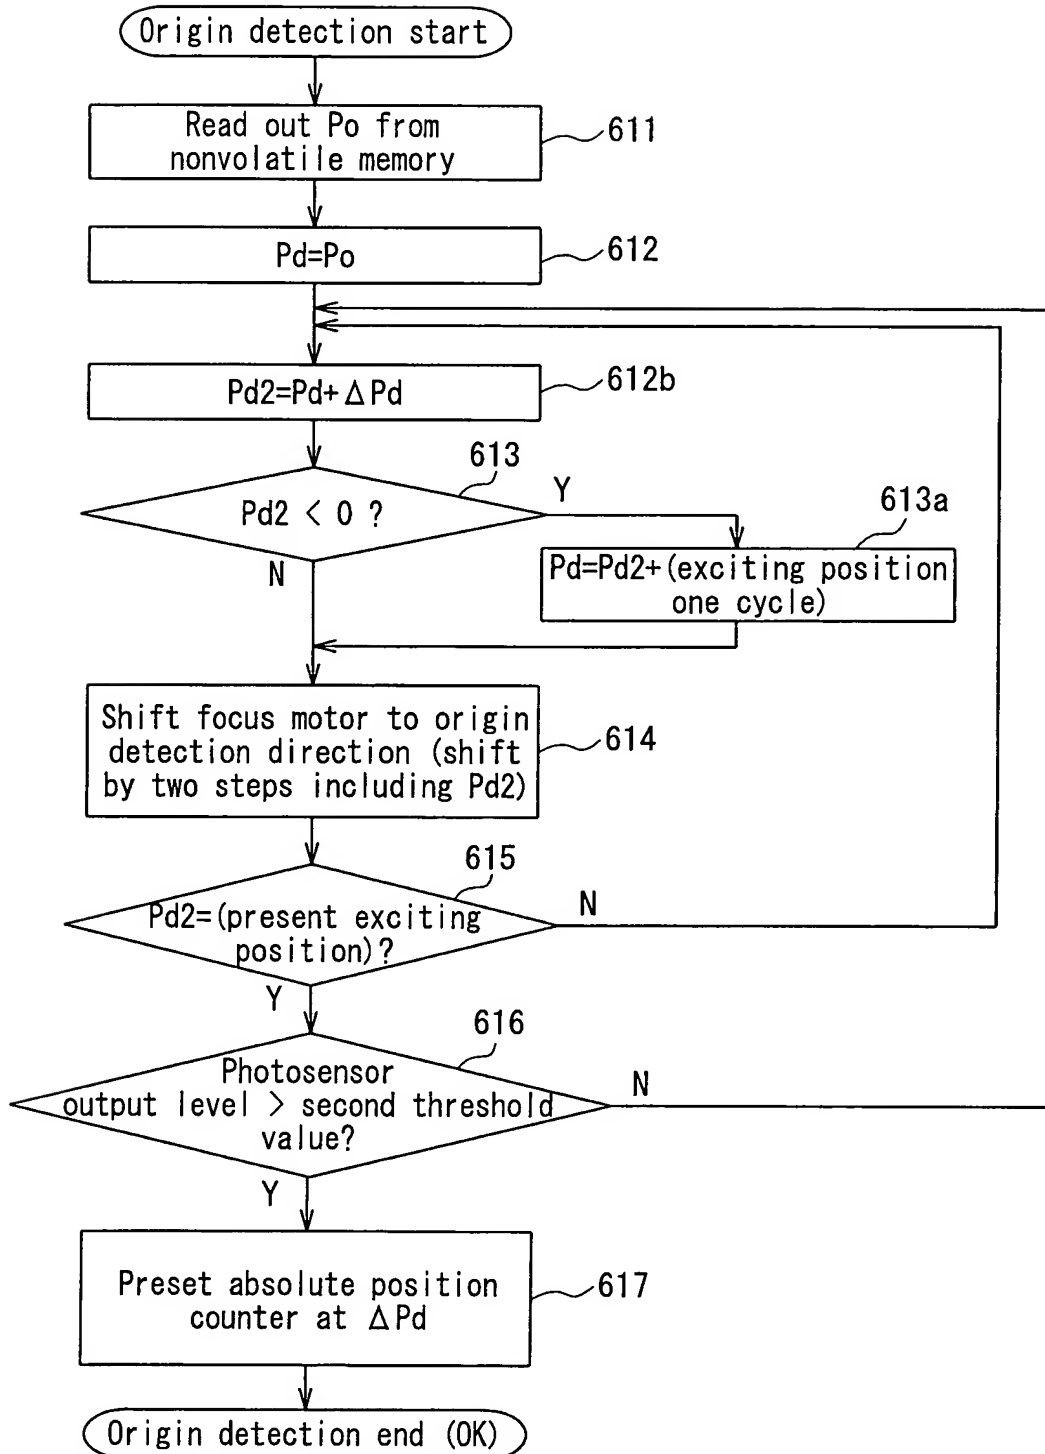 Origin detection start
Read out Po from
nonvolatile memory
611
Pd=Po
612
Pd2=Pd+ΔPd
612b
613
Pd2 < 0 ?
Y
N
613a
Pd=Pd2+(exciting position
one cycle)
Shift focus motor to origin
detection direction (shift
by two steps including Pd2)
614
615
Pd2=(present exciting
position)?
N
Y
616
Photosensor
output level > second threshold
value?
N
Y
Preset absolute position
counter at ΔPd
617
Origin detection end (OK)